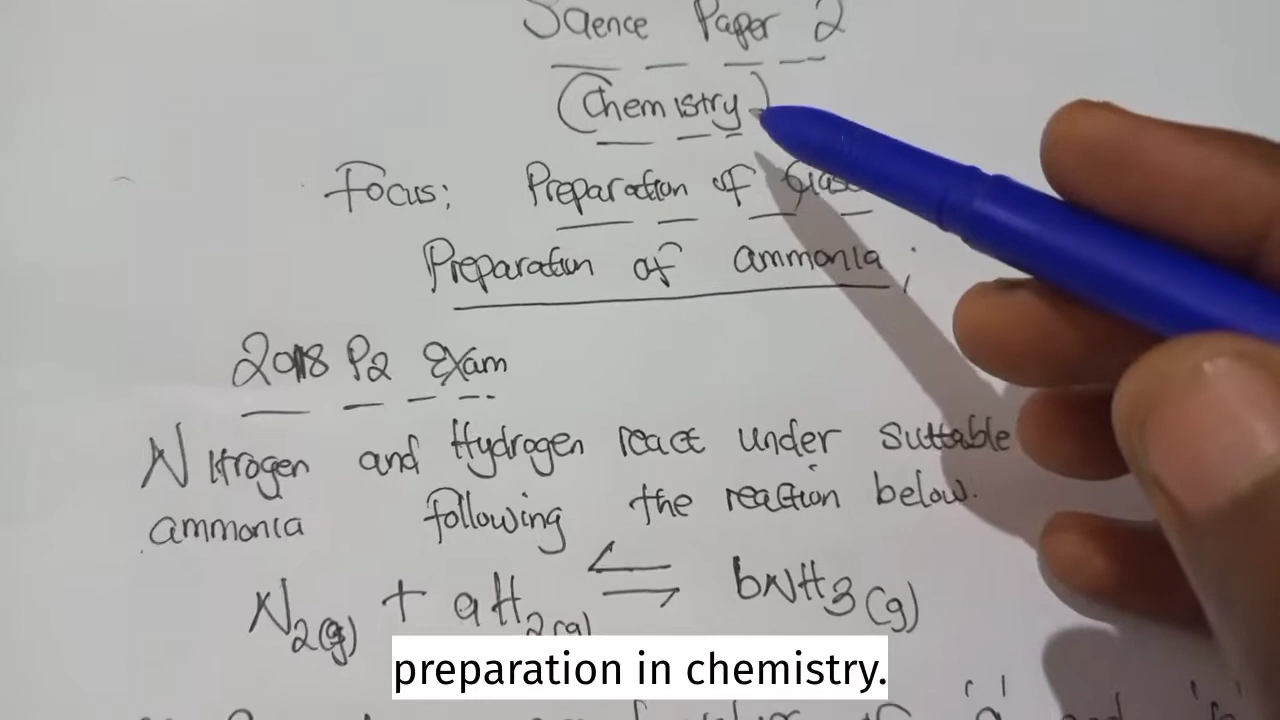 Science Paper 2
(Chemistry)
Focus: Preparation of
Preparation of ammonia;
2018 P2 Exam
Nitrogen and Hydrogen react under suttable
ammonia following the reaction below.
N2(g) + aH2(g) ⇌ bNH3(g)
preparation in chemistry.